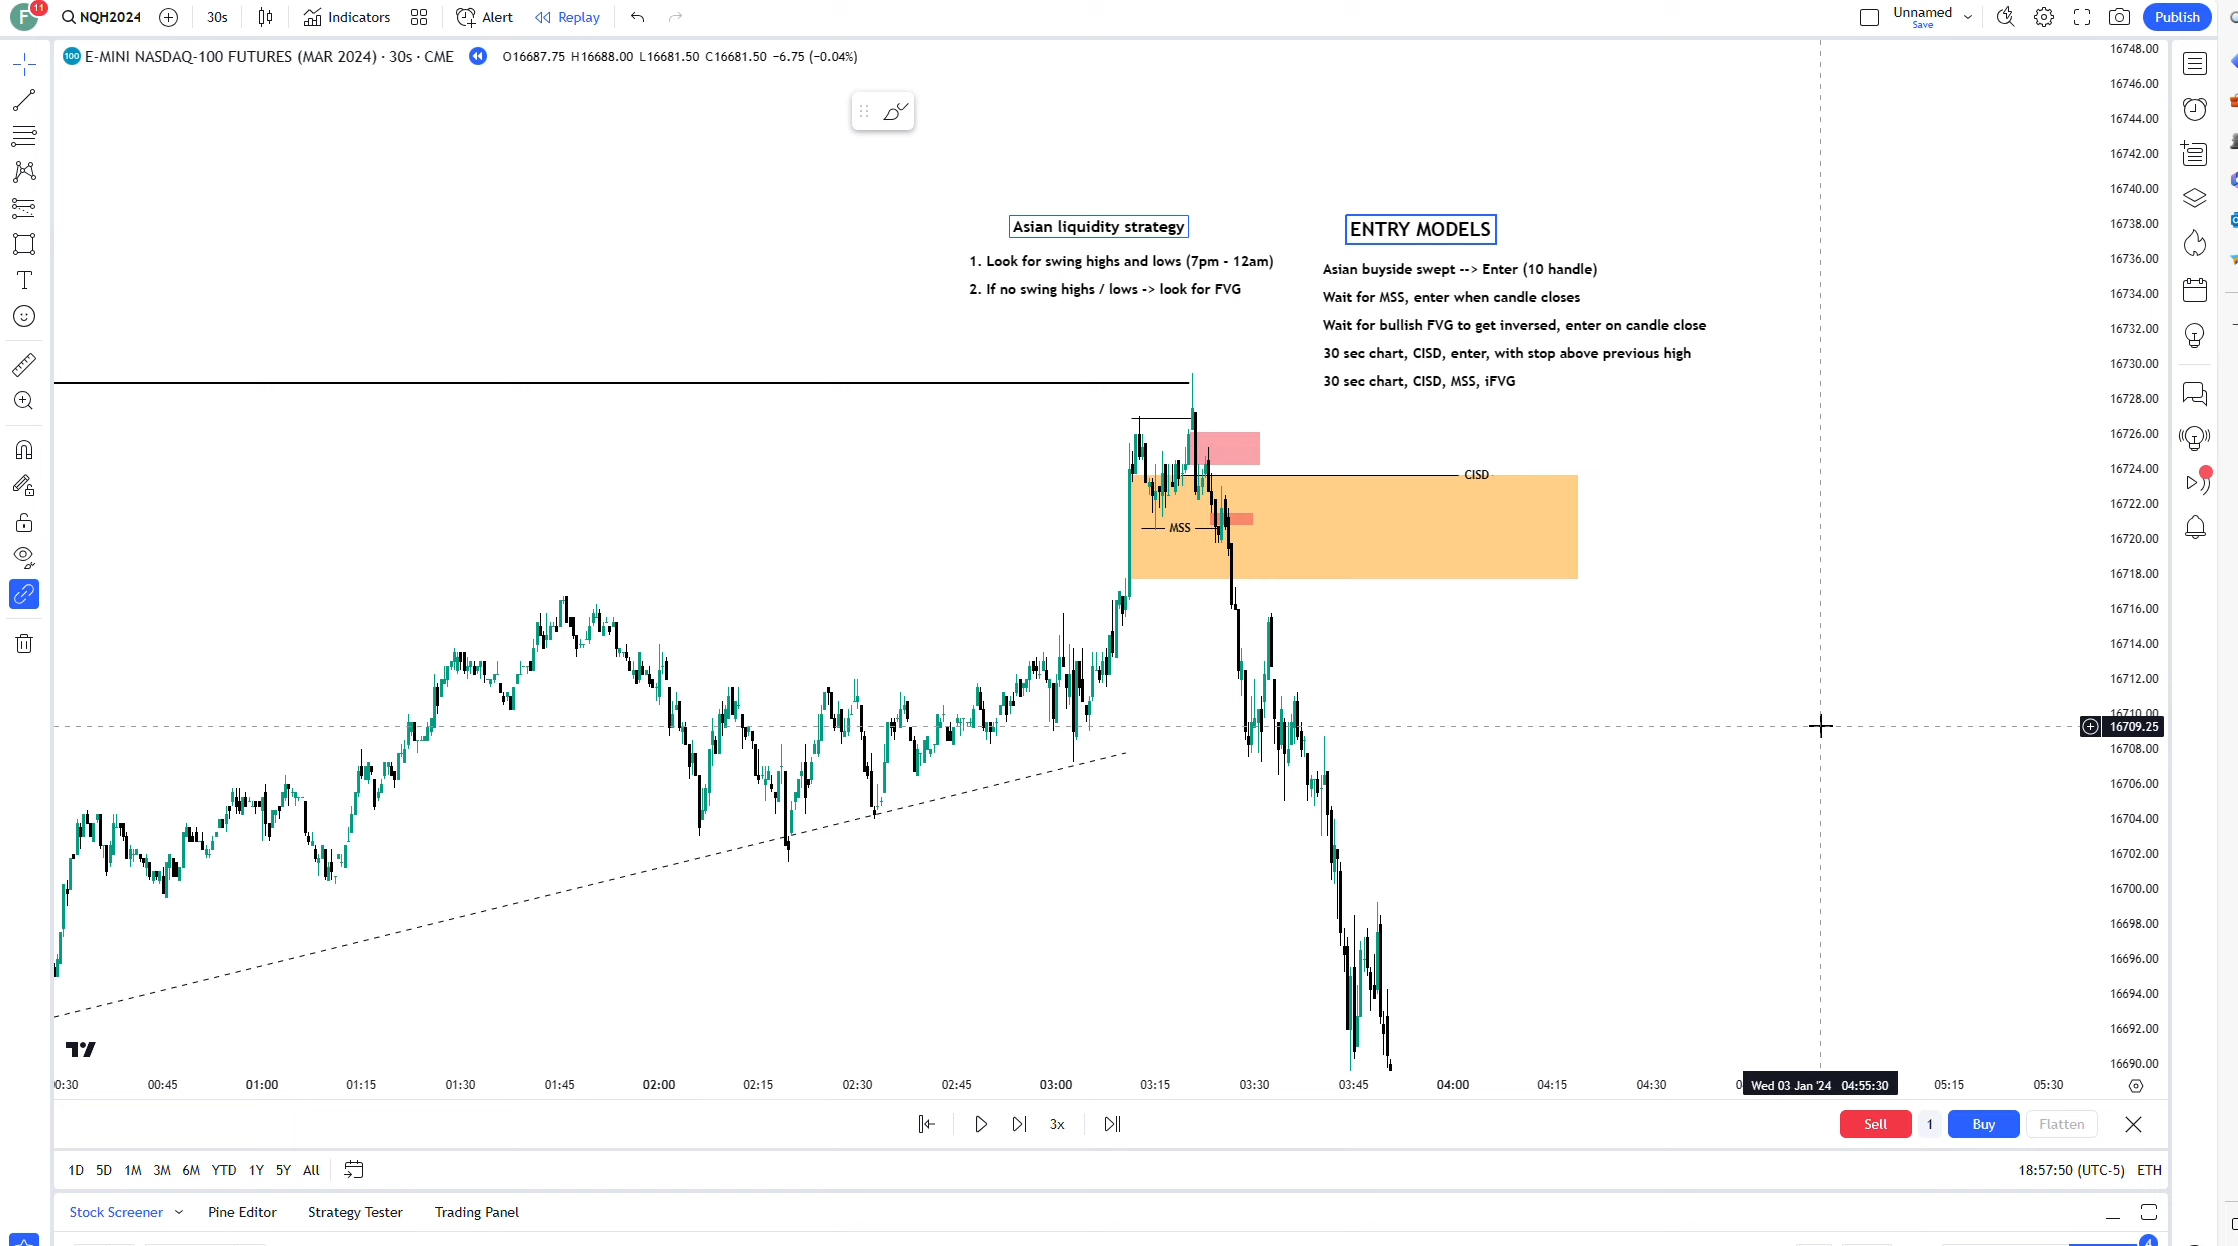 F 11 NQH2024 30s Indicators Alert Replay Unnamed Save Publish
100 E-MINI NASDAQ-100 FUTURES (MAR 2024) · 30s · CME O16687.75 H16688.00 L16681.50 C16681.50 −6.75 (−0.04%)
16748.00
16746.00
16744.00
16742.00
16740.00
16738.00
16736.00
16734.00
16732.00
16730.00
16728.00
16726.00
16724.00
16722.00
16720.00
16718.00
16716.00
16714.00
16712.00
16710.00
16709.25
16708.00
16706.00
16704.00
16702.00
16700.00
16698.00
16696.00
16694.00
16692.00
16690.00
Asian liquidity strategy
1. Look for swing highs and lows (7pm - 12am)
2. If no swing highs / lows -> look for FVG
ENTRY MODELS
Asian buyside swept --> Enter (10 handle)
Wait for MSS, enter when candle closes
Wait for bullish FVG to get inversed, enter on candle close
30 sec chart, CISD, enter, with stop above previous high
30 sec chart, CISD, MSS, iFVG
CISD
MSS
0:30 00:45 01:00 01:15 01:30 01:45 02:00 02:15 02:30 02:45 03:00 03:15 03:30 03:45 04:00 04:15 04:30 Wed 03 Jan '24 04:55:30 05:15 05:30
3x Sell 1 Buy Flatten
1D 5D 1M 3M 6M YTD 1Y 5Y All 18:57:50 (UTC-5) ETH
Stock Screener Pine Editor Strategy Tester Trading Panel